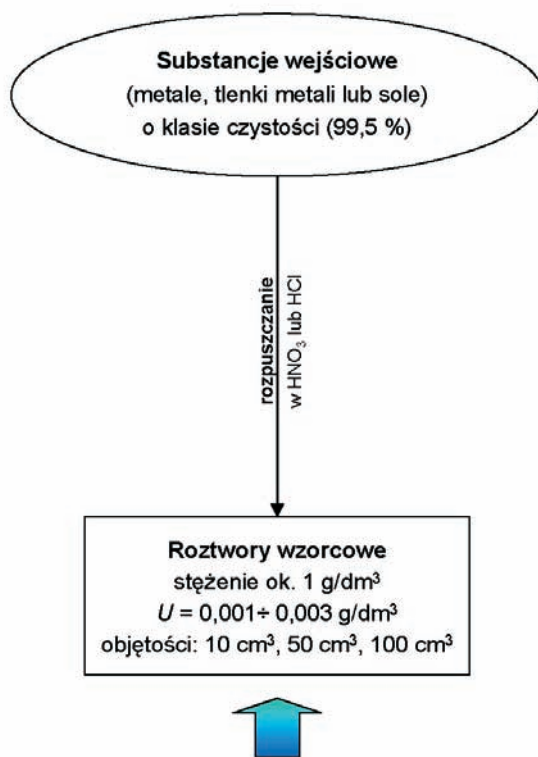 Substancje wejściowe
(metale, tlenki metali lub sole)
o klasie czystości (99,5 %)
rozpuszczanie
w HNO₃ lub HCl
Roztwory wzorcowe
stężenie ok. 1 g/dm³
U = 0,001÷ 0,003 g/dm³
objętości: 10 cm³, 50 cm³, 100 cm³